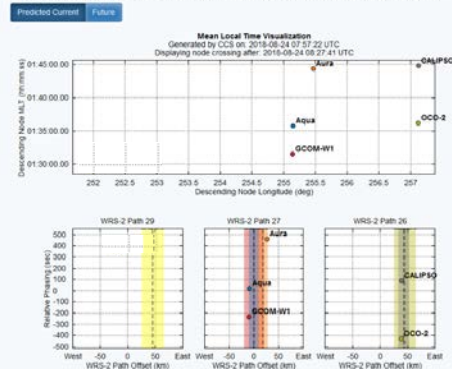 Predicted Current Future
Mean Local Time Visualization
Generated by CCS on: 2018-08-24 07:57:22 UTC
Displaying node crossing after: 2018-08-24 08:27:41 UTC
Descending Node MLT (hh:mm:ss)
01:45 00.00
01:40 00.00
01:35 00.00
01:30 00.00
Aura
CALIPSO
Aqua
OCO-2
GCOM-W1
252 252.5 253 253.5 254 254.5 255 255.5 256 256.5 257
Descending Node Longitude (deg)
WRS-2 Path 29 WRS-2 Path 27 WRS-2 Path 26
Relative Phasing (sec)
500
400
300
200
100
0
-100
-200
-300
-400
-500
Aura
CALIPSO
Aqua
GCOM-W1
OCO-2
West -50 0 50 East West -50 0 50 East West -50 0 50 East
WRS-2 Path Offset (km) WRS-2 Path Offset (km) WRS-2 Path Offset (km)